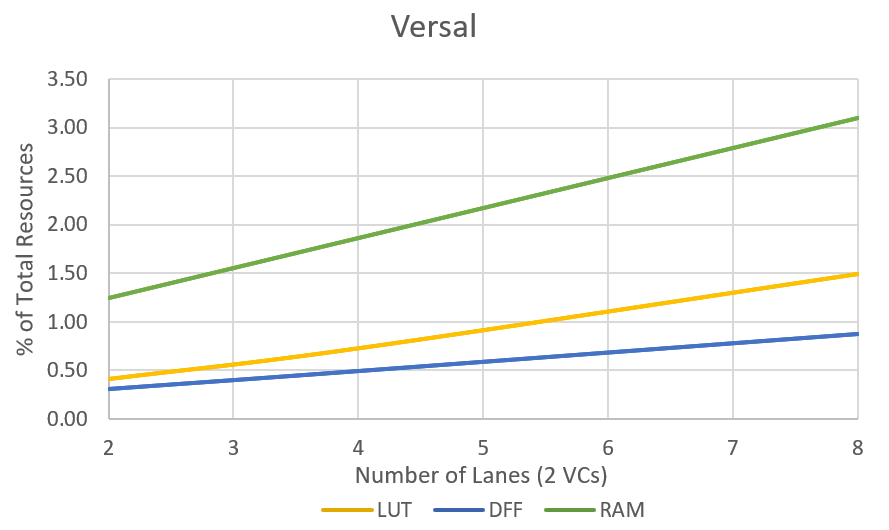 Versal
3.50
3.00
2.50
2.00
1.50
1.00
0.50
0.00
% of Total Resources
2 3 4 5 6 7 8
Number of Lanes (2 VCs)
LUT DFF RAM